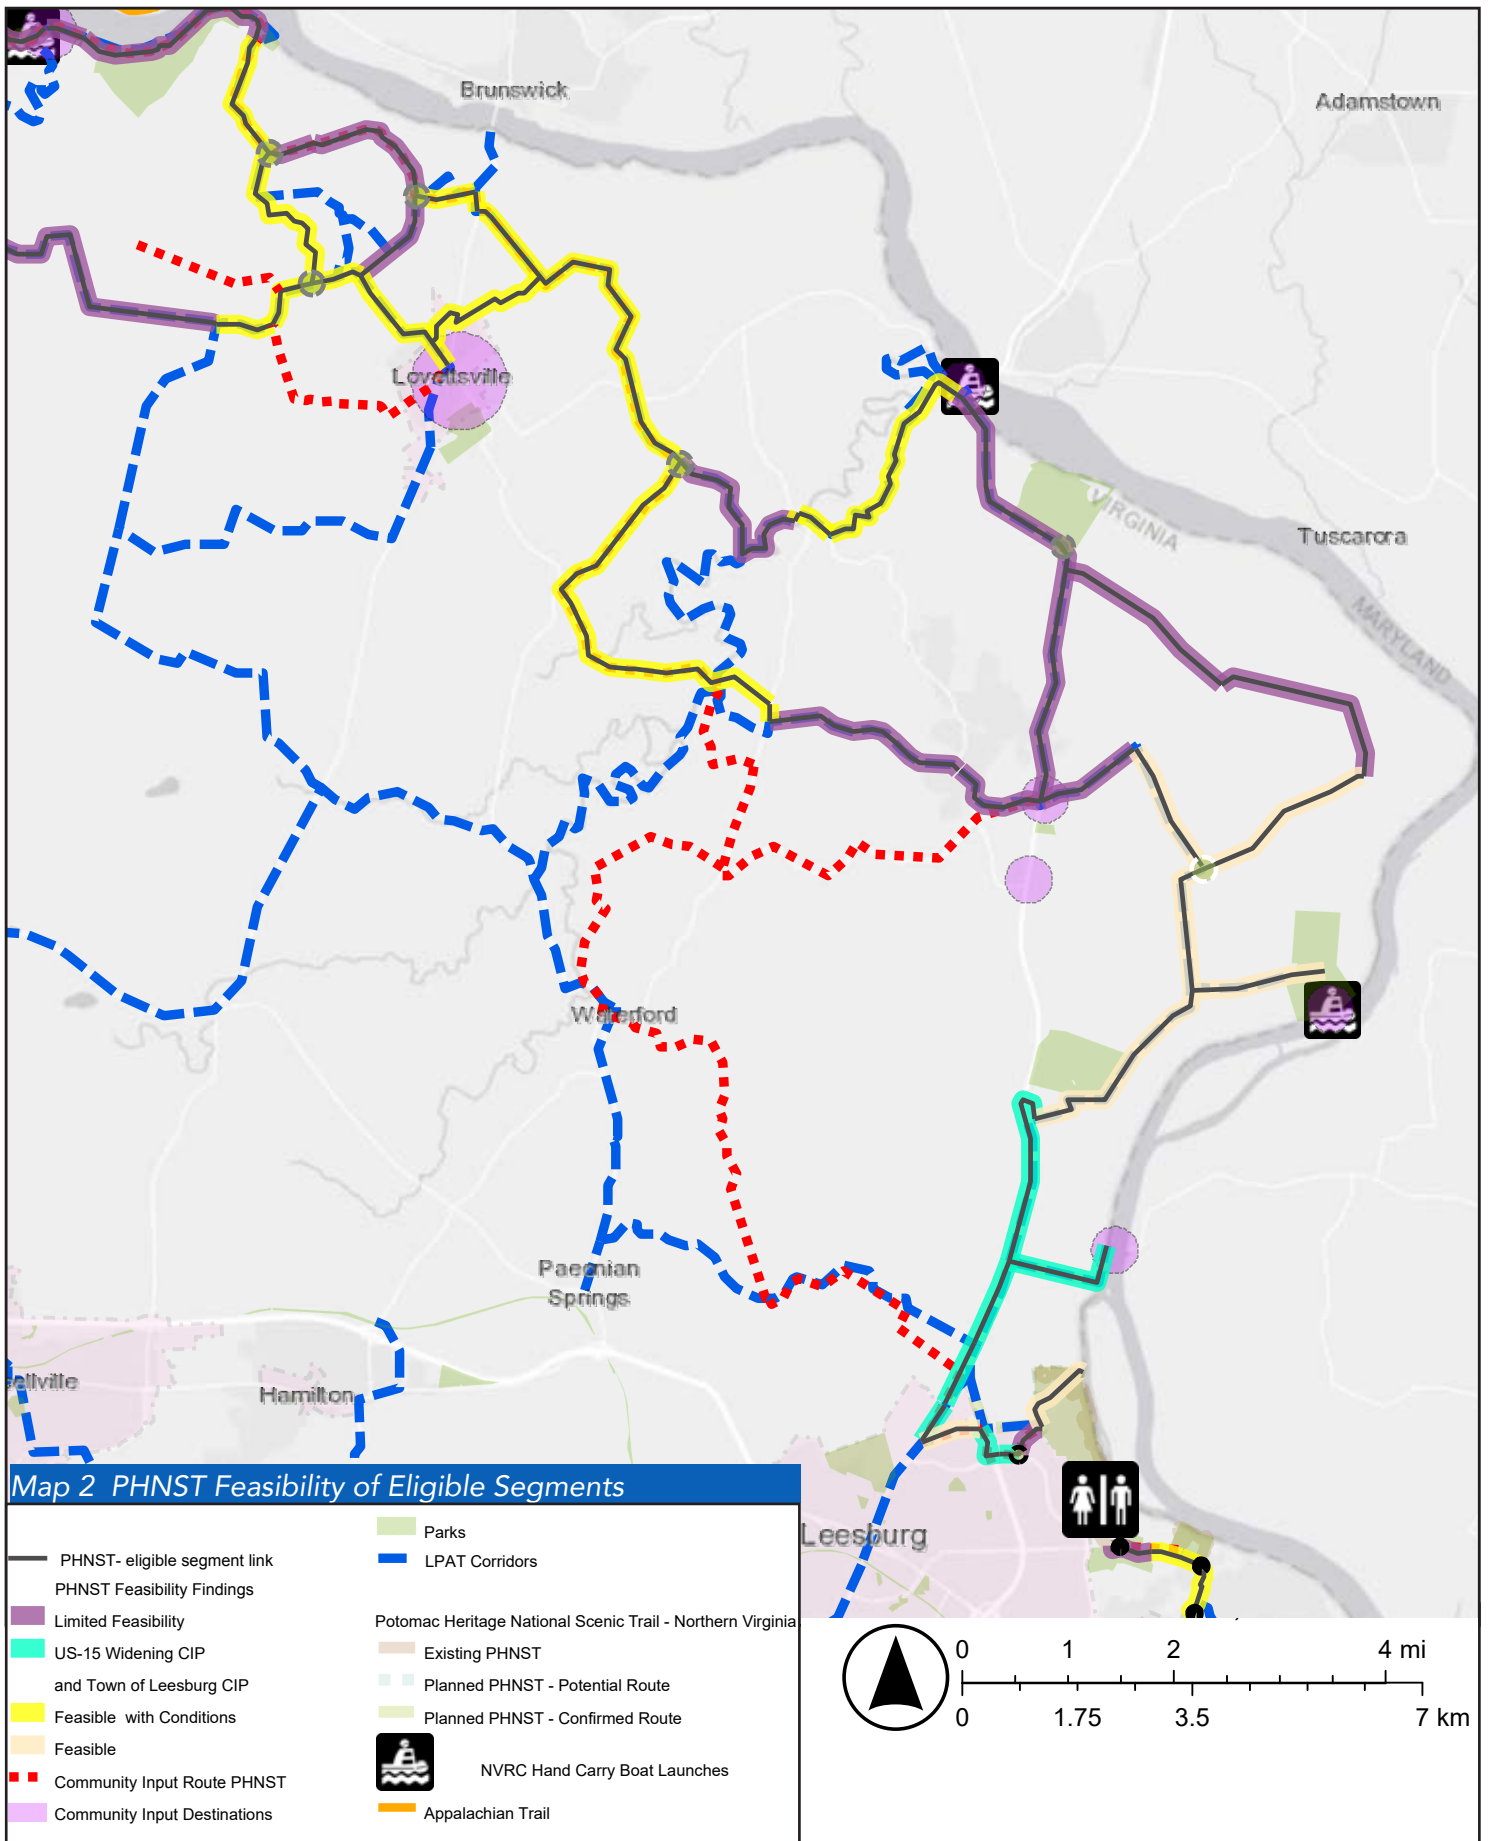 Brunswick
Adamstown
Lovettsville
VIRGINIA
Tuscarora
MARYLAND
Waterford
Paeonian
Springs
Hamilton
Leesburg
Map 2 PHNST Feasibility of Eligible Segments
PHNST- eligible segment link
PHNST Feasibility Findings
Limited Feasibility
US-15 Widening CIP
and Town of Leesburg CIP
Feasible with Conditions
Feasible
Community Input Route PHNST
Community Input Destinations
Parks
LPAT Corridors
Potomac Heritage National Scenic Trail - Northern Virginia
Existing PHNST
Planned PHNST - Potential Route
Planned PHNST - Confirmed Route
NVRC Hand Carry Boat Launches
Appalachian Trail
0 1 2 4 mi
0 1.75 3.5 7 km